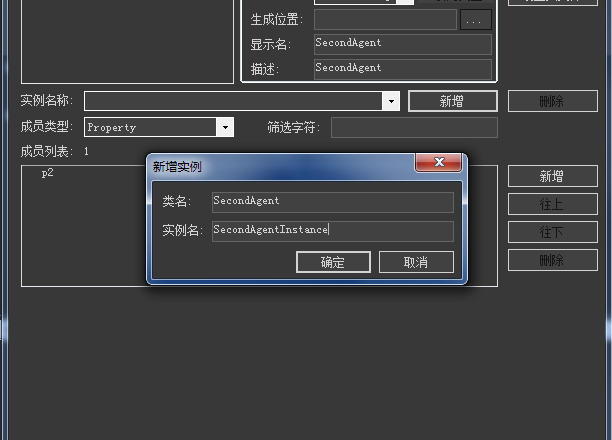 生成位置:
...
显示名: SecondAgent
描述: SecondAgent
实例名称: 新增 删除
成员类型: Property 筛选字符:
成员列表: 1
p2
新增
往上
往下
删除
新增实例
类名: SecondAgent
实例名: SecondAgentInstance
确定 取消